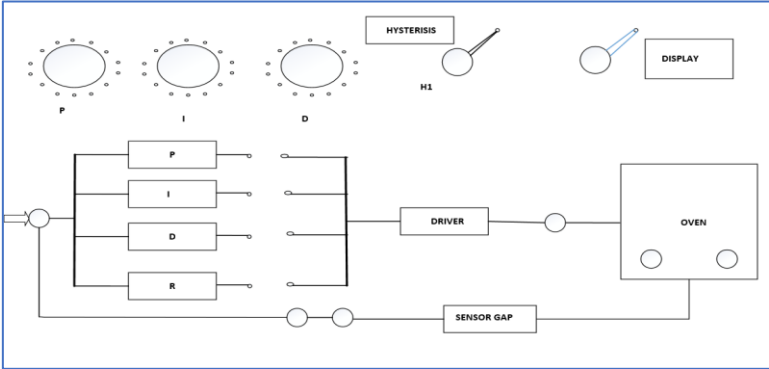 HYSTERISIS
DISPLAY
H1
P
I
D
P
I
D
R
DRIVER
OVEN
SENSOR GAP